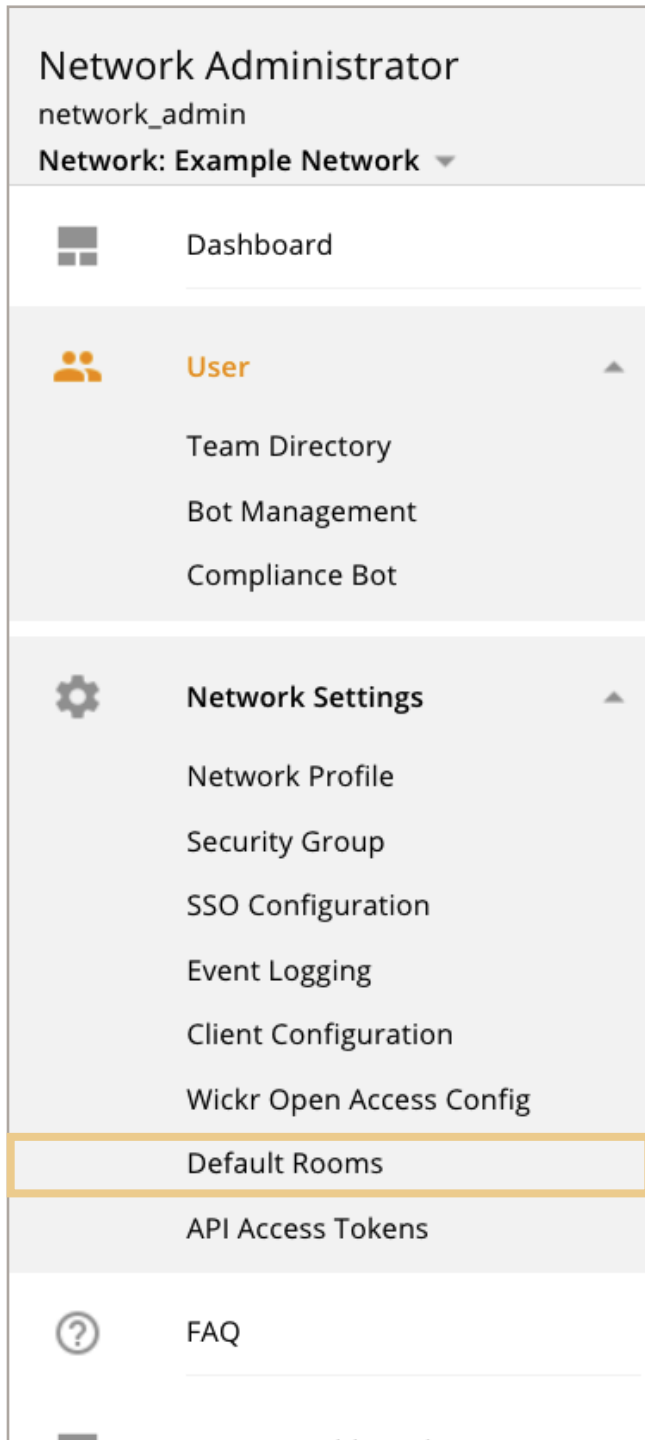 Network Administrator
network_admin
Network: Example Network
Dashboard
User
Team Directory
Bot Management
Compliance Bot
Network Settings
Network Profile
Security Group
SSO Configuration
Event Logging
Client Configuration
Wickr Open Access Config
Default Rooms
API Access Tokens
FAQ